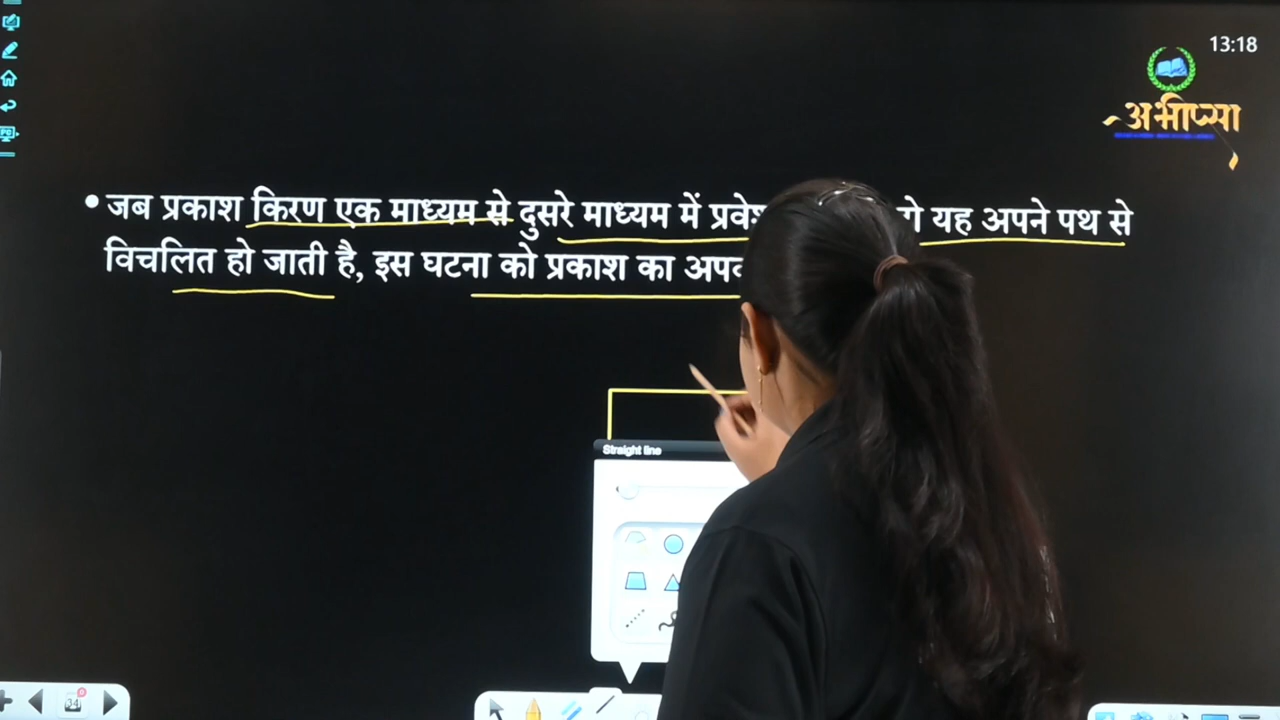 13:18
अभीप्सा
• जब प्रकाश किरण एक माध्यम से दुसरे माध्यम में यह अपने पथ से
विचलित हो जाती है, इस घटना को प्रकाश का
Straight line